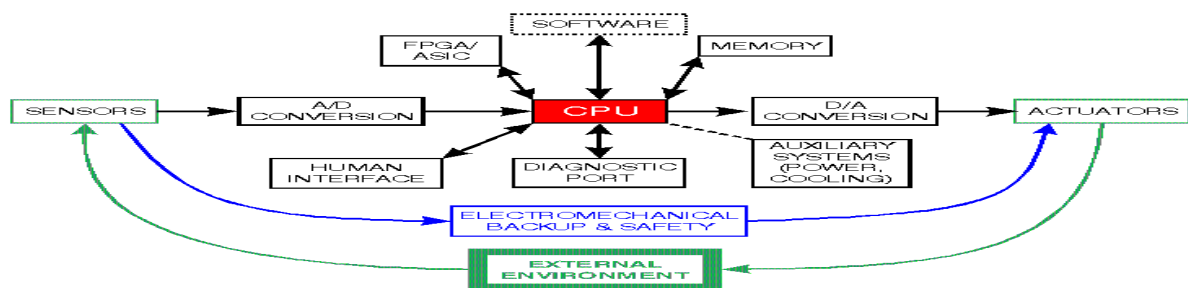 SOFTWARE
FPGA/
ASIC
MEMORY
SENSORS
A/D
CONVERSION
CPU
D/A
CONVERSION
ACTUATORS
HUMAN
INTERFACE
DIAGNOSTIC
PORT
AUXILIARY
SYSTEMS
(POWER,
COOLING)
ELECTROMECHANICAL
BACKUP & SAFETY
EXTERNAL
ENVIRONMENT